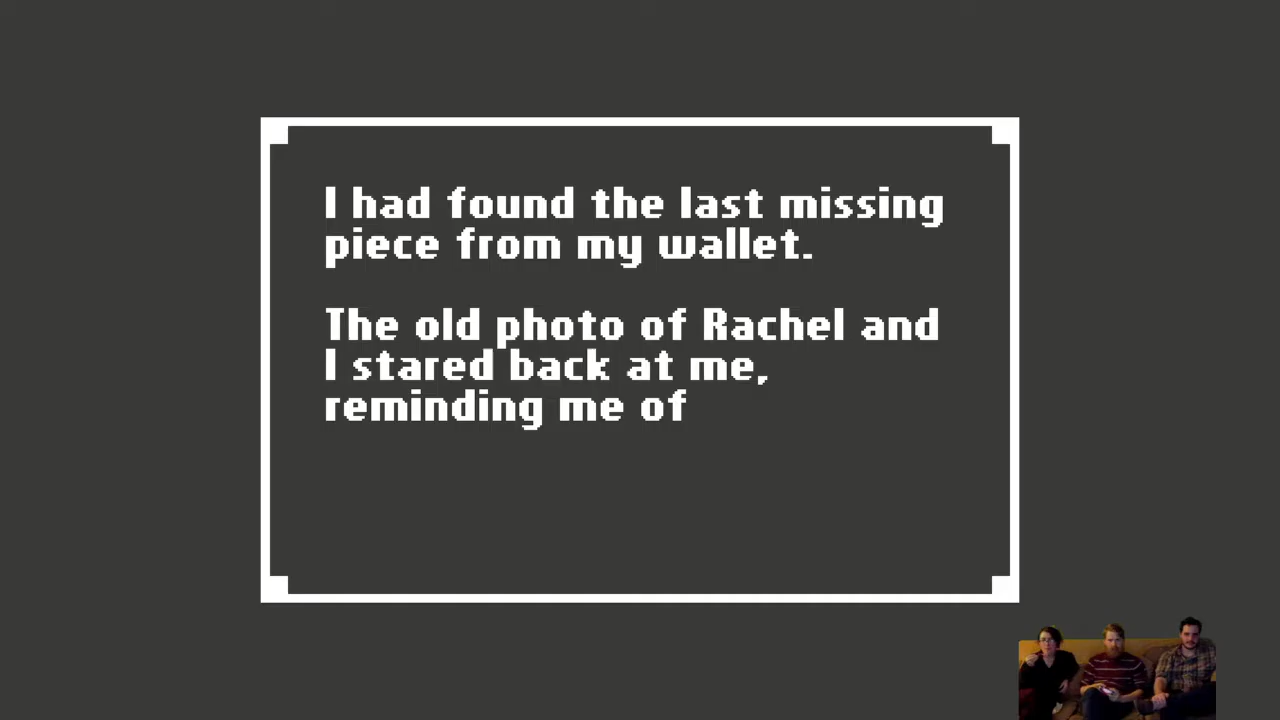 I had found the last missing
piece from my wallet.
The old photo of Rachel and
I stared back at me,
reminding me of